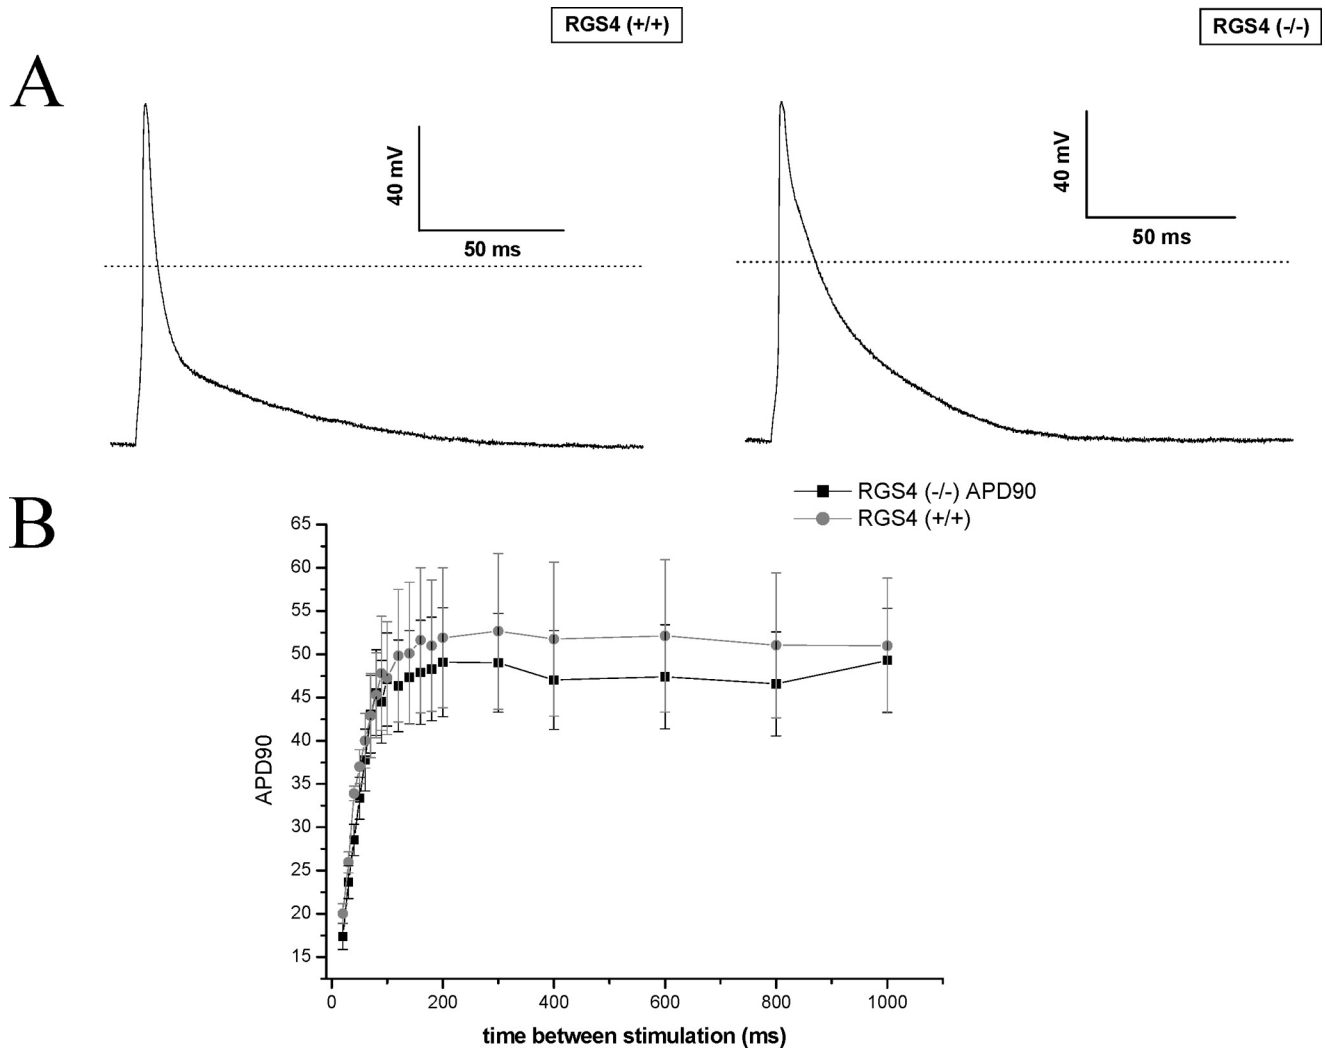 RGS4 (+/+)
RGS4 (-/-)
A
40 mV
50 ms
40 mV
50 ms
B
RGS4 (-/-) APD90
RGS4 (+/+)
65
60
55
50
45
40
35
30
25
20
15
APD90
0 200 400 600 800 1000
time between stimulation (ms)